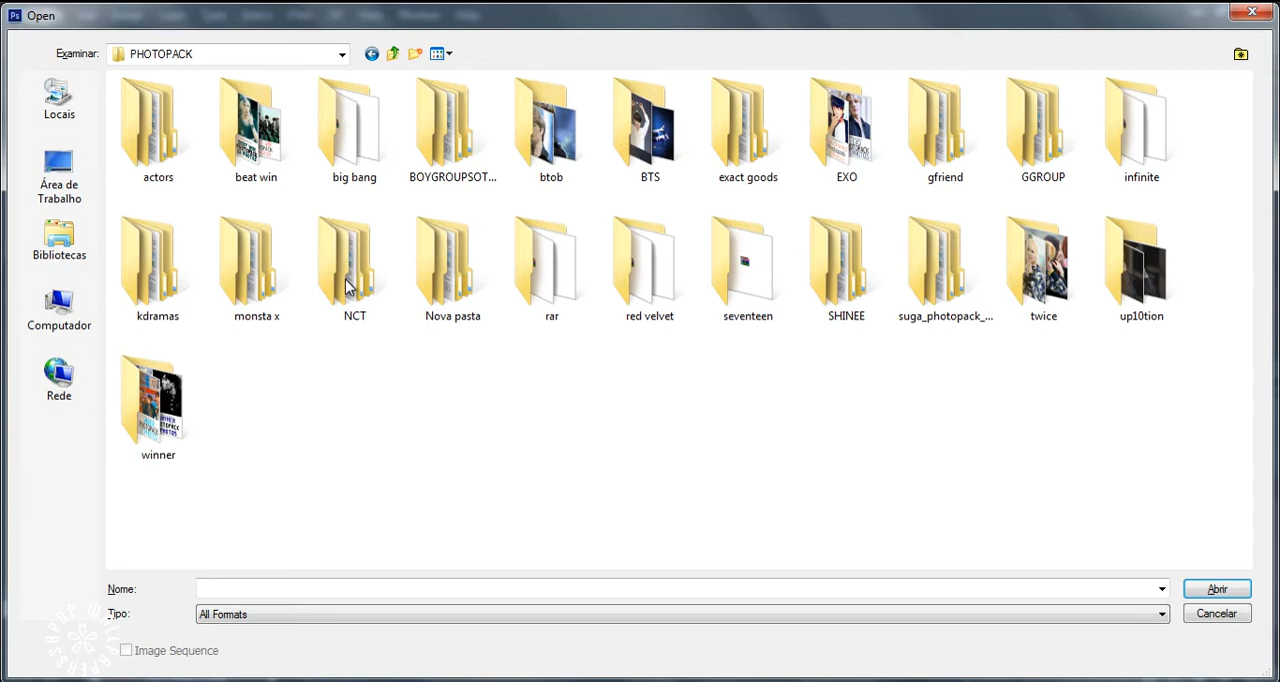 Open
Examinar: PHOTOPACK
Locais
Área de
Trabalho
Bibliotecas
Computador
Rede
actors
beat win
big bang
BOYGROUPSOT...
btob
BTS
exact goods
EXO
gfriend
GGROUP
infinite
kdramas
monsta x
NCT
Nova pasta
rar
red velvet
seventeen
SHINEE
suga_photopack_...
twice
up10tion
winner
Nome:
Abrir
Tipo: All Formats
Cancelar
Image Sequence